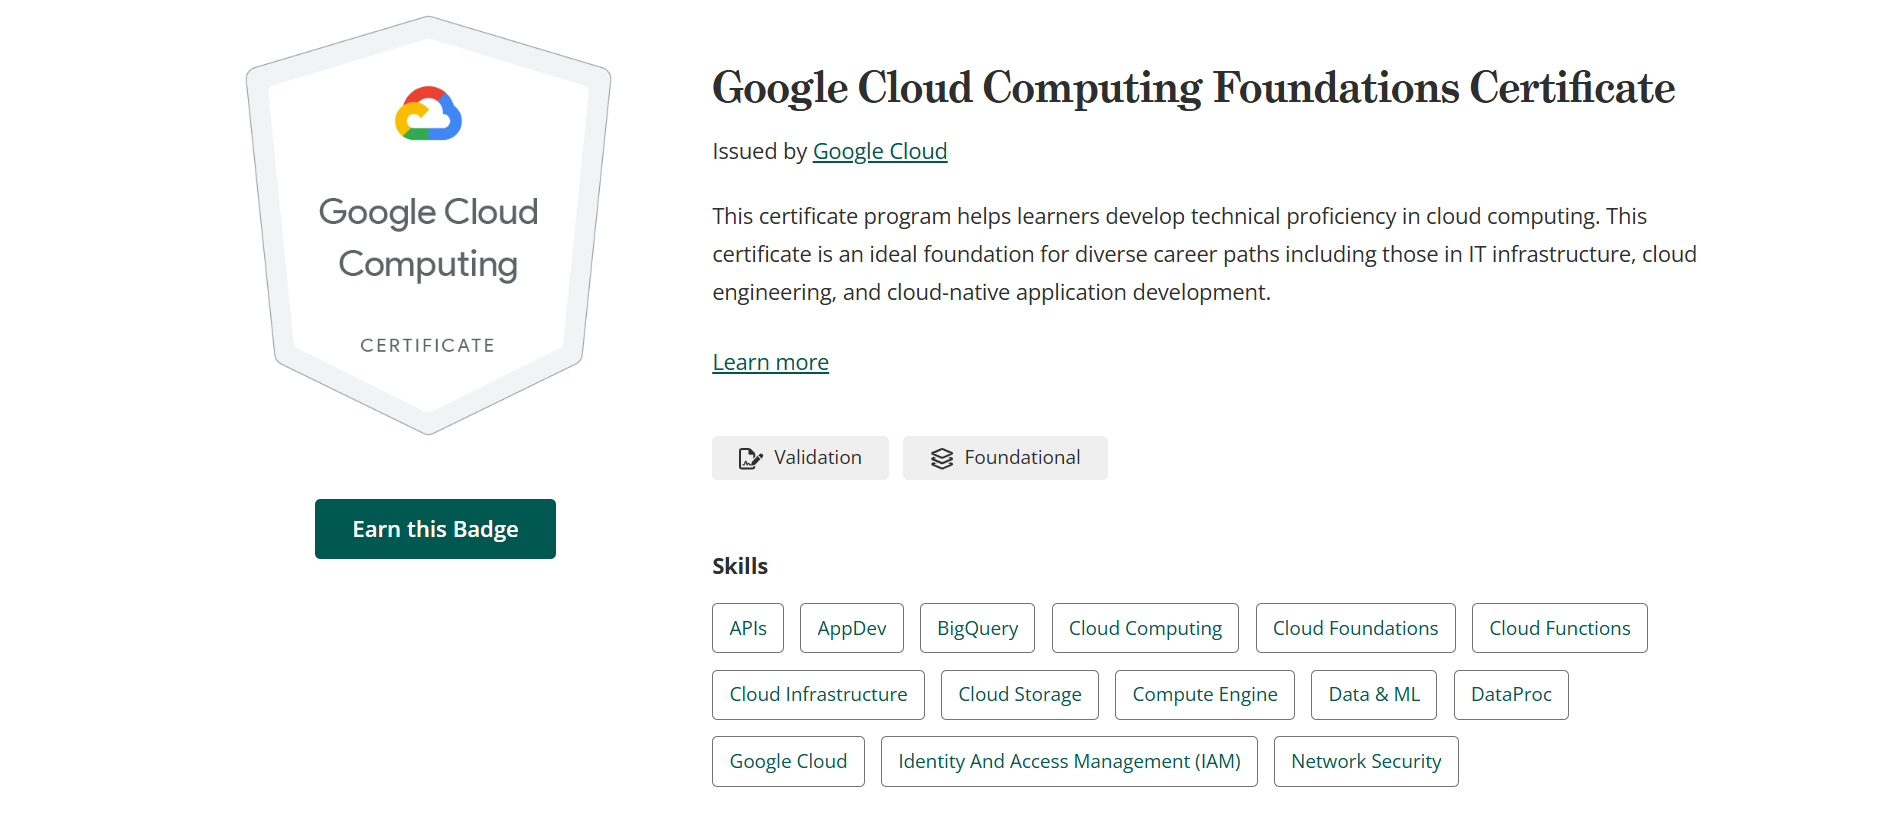 Google Cloud
Computing
CERTIFICATE
Earn this Badge
Google Cloud Computing Foundations Certificate
Issued by Google Cloud
This certificate program helps learners develop technical proficiency in cloud computing. This
certificate is an ideal foundation for diverse career paths including those in IT infrastructure, cloud
engineering, and cloud-native application development.
Learn more
Validation Foundational
Skills
APIs AppDev BigQuery Cloud Computing Cloud Foundations Cloud Functions
Cloud Infrastructure Cloud Storage Compute Engine Data & ML DataProc
Google Cloud Identity And Access Management (IAM) Network Security